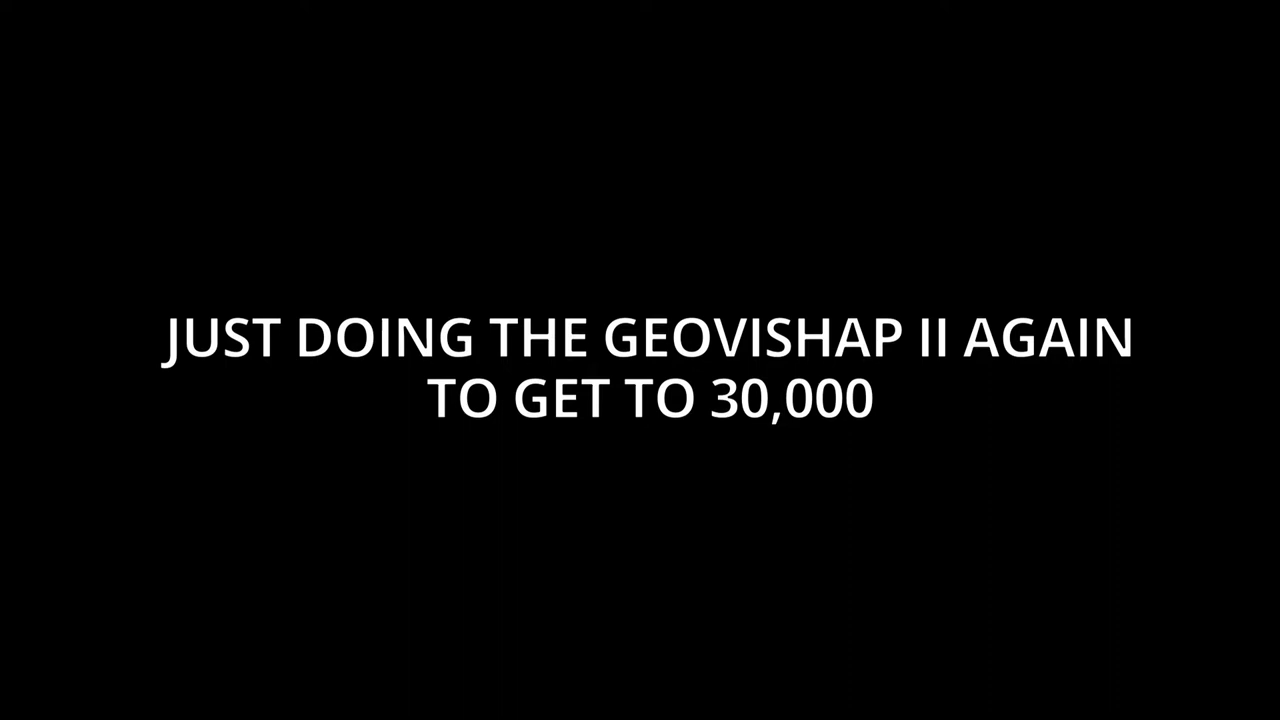 JUST DOING THE GEOVISHAP II AGAIN
TO GET TO 30,000